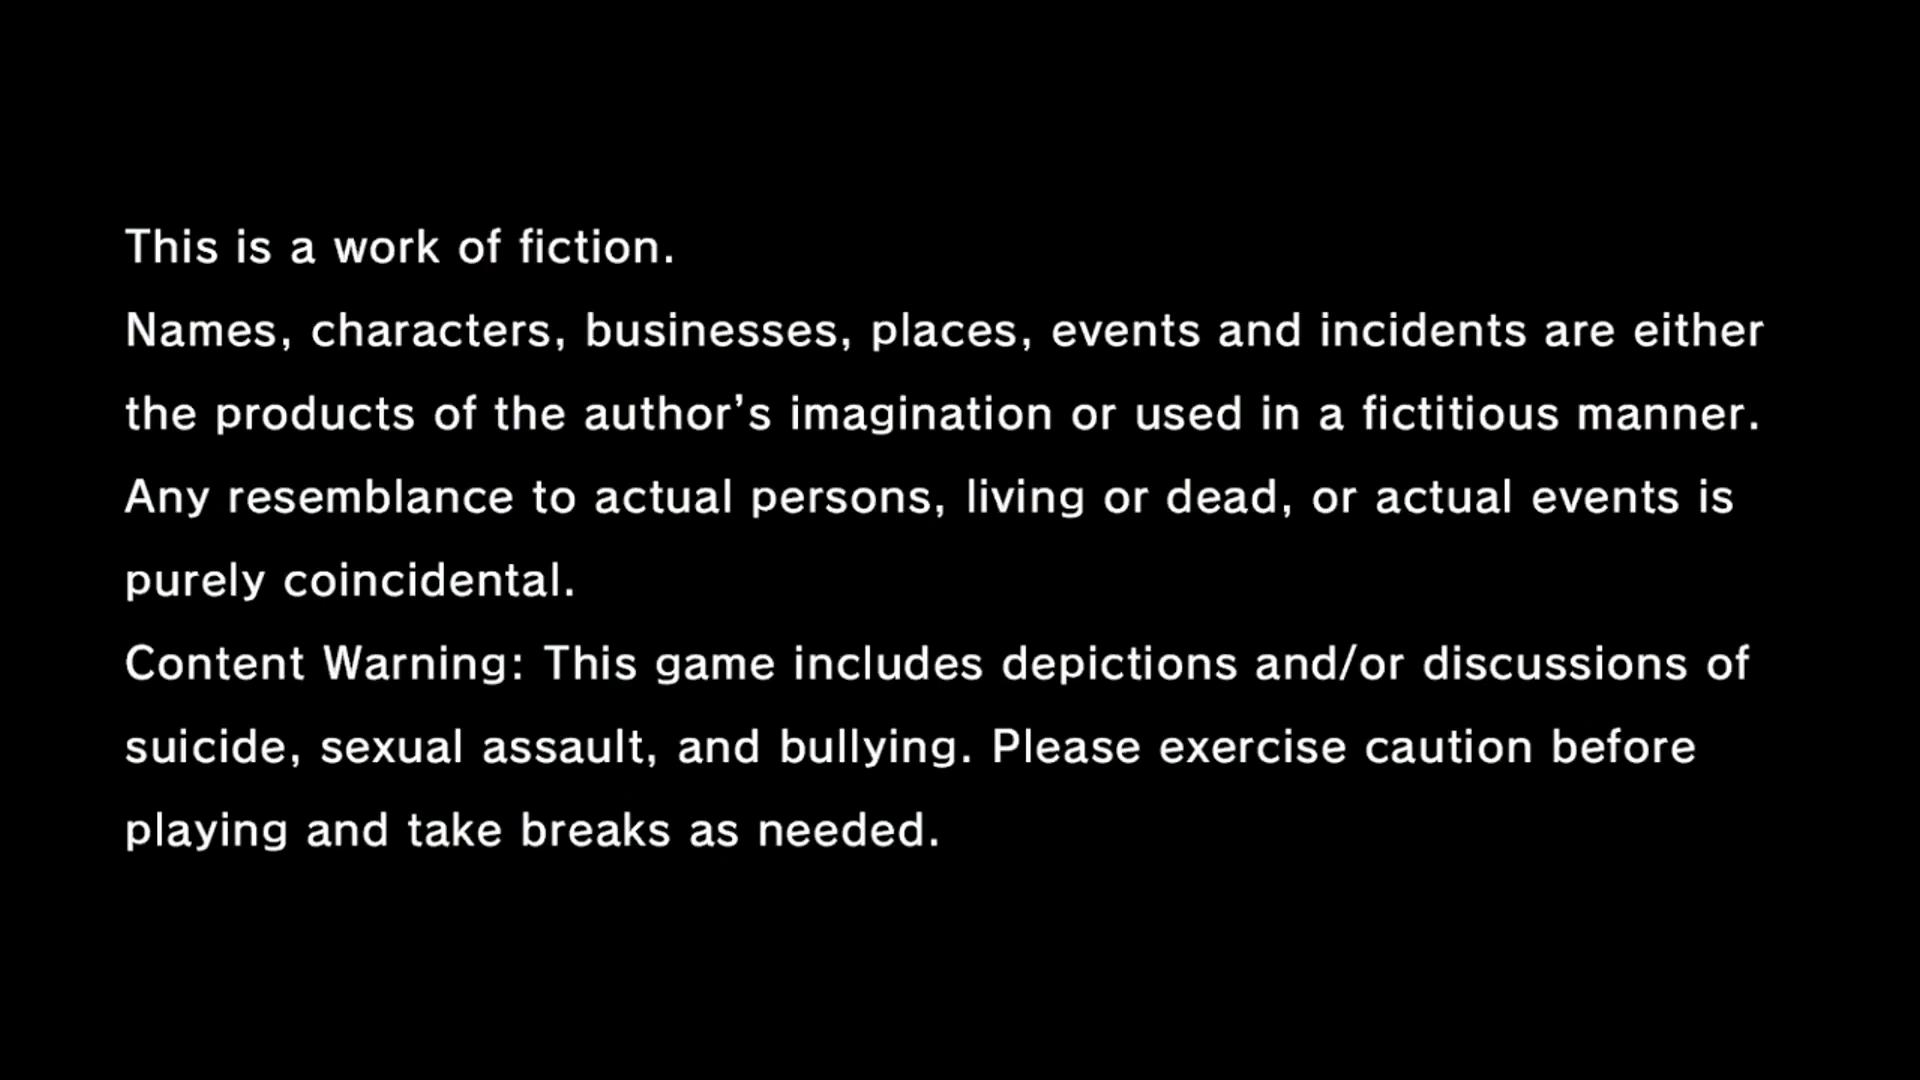 This is a work of fiction.
Names, characters, businesses, places, events and incidents are either
the products of the author’s imagination or used in a fictitious manner.
Any resemblance to actual persons, living or dead, or actual events is
purely coincidental.
Content Warning: This game includes depictions and/or discussions of
suicide, sexual assault, and bullying. Please exercise caution before
playing and take breaks as needed.